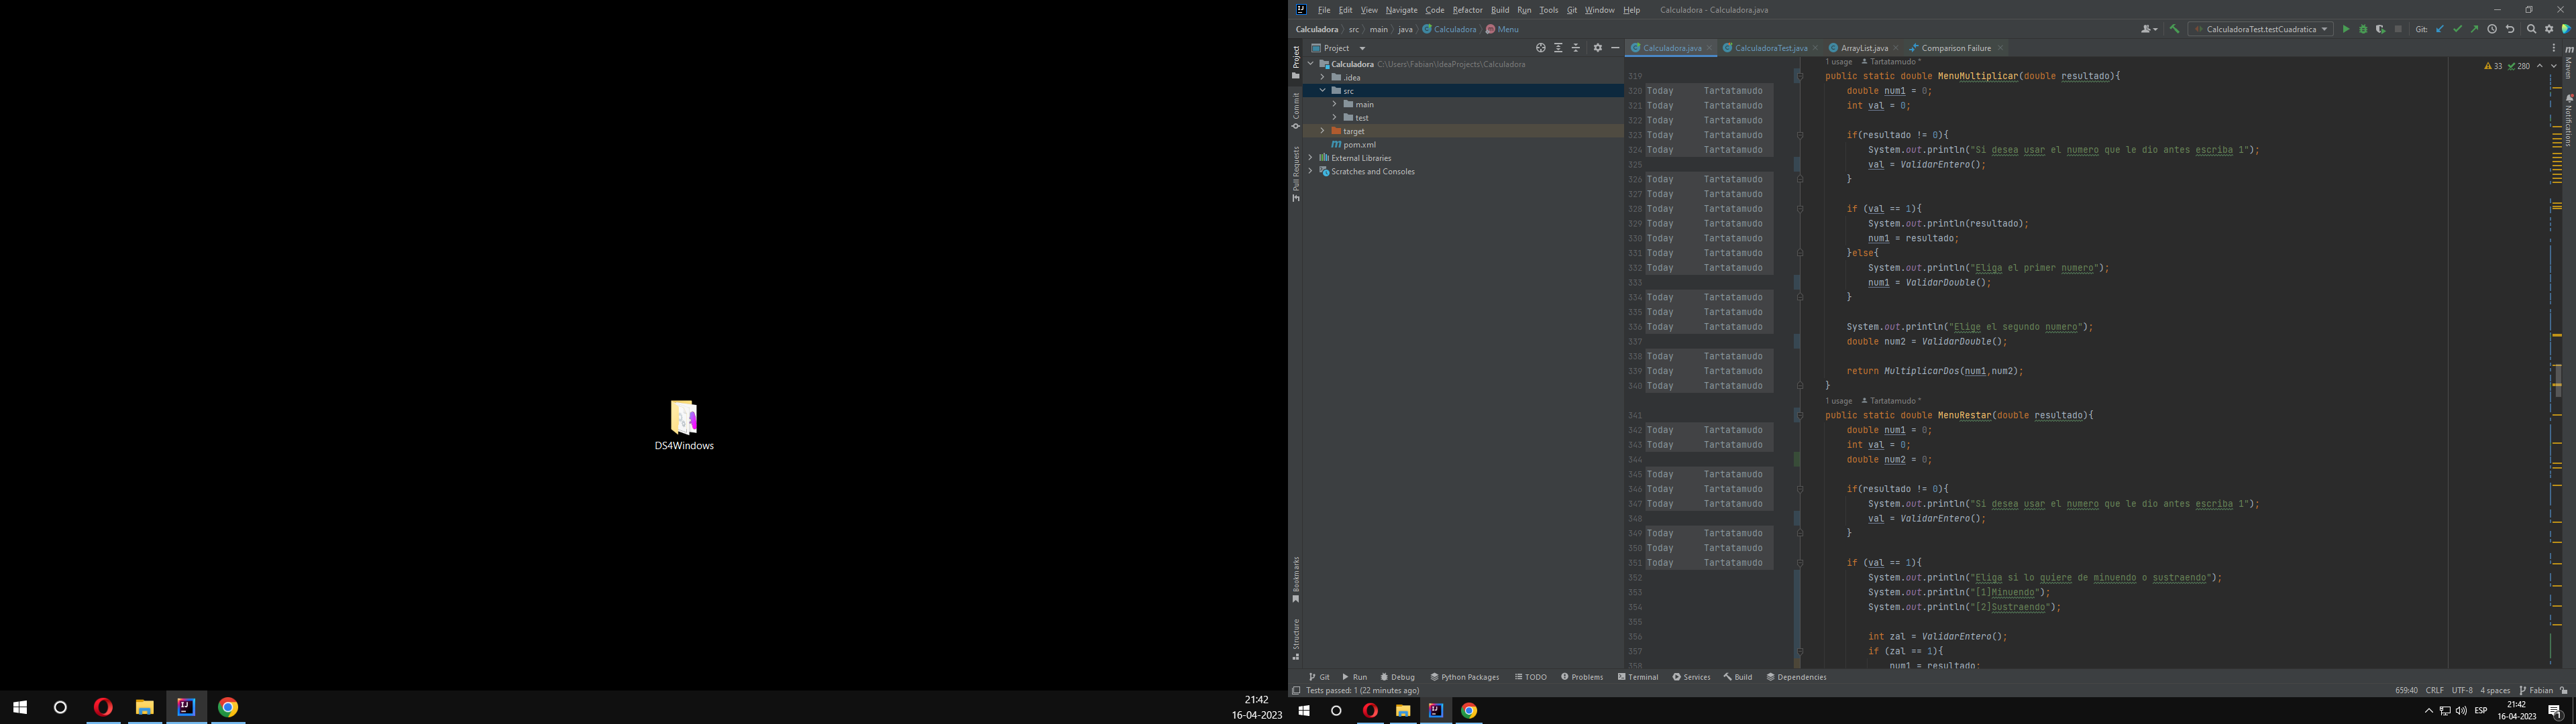 DS4Windows
21:42
16-04-2023
File Edit View Navigate Code Refactor Build Run Tools Git Window Help Calculadora - Calculadora.java
Calculadora src main java Calculadora Menu
CalculadoraTest.testCuadratica
Git:
Project
Calculadora.java CalculadoraTest.java ArrayList.java Comparison Failure
Calculadora C:\Users\Fabian\IdeaProjects\Calculadora
.idea
src
main
test
target
pom.xml
External Libraries
Scratches and Consoles
Project
Commit
Pull Requests
Bookmarks
Structure
Maven
Notifications
33 280
1 usage Tartatamudo *
319 public static double MenuMultiplicar(double resultado){
320 Today Tartatamudo double num1 = 0;
321 Today Tartatamudo int val = 0;
322 Today Tartatamudo
323 Today Tartatamudo if(resultado != 0){
324 Today Tartatamudo System.out.println("Si desea usar el numero que le dio antes escriba 1");
325 val = ValidarEntero();
326 Today Tartatamudo }
327 Today Tartatamudo
328 Today Tartatamudo if (val == 1){
329 Today Tartatamudo System.out.println(resultado);
330 Today Tartatamudo num1 = resultado;
331 Today Tartatamudo }else{
332 Today Tartatamudo System.out.println("Eliga el primer numero");
333 num1 = ValidarDouble();
334 Today Tartatamudo }
335 Today Tartatamudo
336 Today Tartatamudo System.out.println("Elige el segundo numero");
337 double num2 = ValidarDouble();
338 Today Tartatamudo
339 Today Tartatamudo return MultiplicarDos(num1,num2);
340 Today Tartatamudo }
1 usage Tartatamudo *
341 public static double MenuRestar(double resultado){
342 Today Tartatamudo double num1 = 0;
343 Today Tartatamudo int val = 0;
344 double num2 = 0;
345 Today Tartatamudo
346 Today Tartatamudo if(resultado != 0){
347 Today Tartatamudo System.out.println("Si desea usar el numero que le dio antes escriba 1");
348 val = ValidarEntero();
349 Today Tartatamudo }
350 Today Tartatamudo
351 Today Tartatamudo if (val == 1){
352 System.out.println("Eliga si lo quiere de minuendo o sustraendo");
353 System.out.println("[1]Minuendo");
354 System.out.println("[2]Sustraendo");
355
356 int zal = ValidarEntero();
357 if (zal == 1){
358 num1 = resultado;
Git Run Debug Python Packages TODO Problems Terminal Services Build Dependencies
Tests passed: 1 (22 minutes ago)
659:40 CRLF UTF-8 4 spaces Fabian
ESP
21:42
16-04-2023